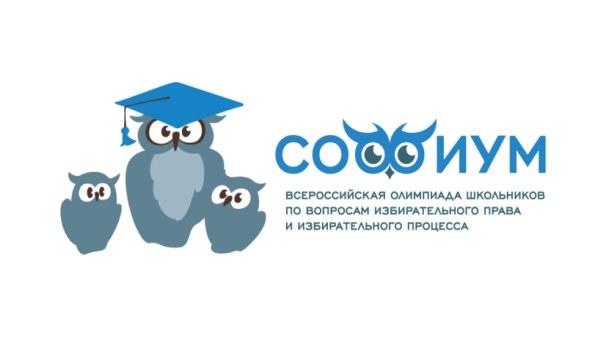 СОФИУМ
ВСЕРОССИЙСКАЯ ОЛИМПИАДА ШКОЛЬНИКОВ
ПО ВОПРОСАМ ИЗБИРАТЕЛЬНОГО ПРАВА
И ИЗБИРАТЕЛЬНОГО ПРОЦЕССА